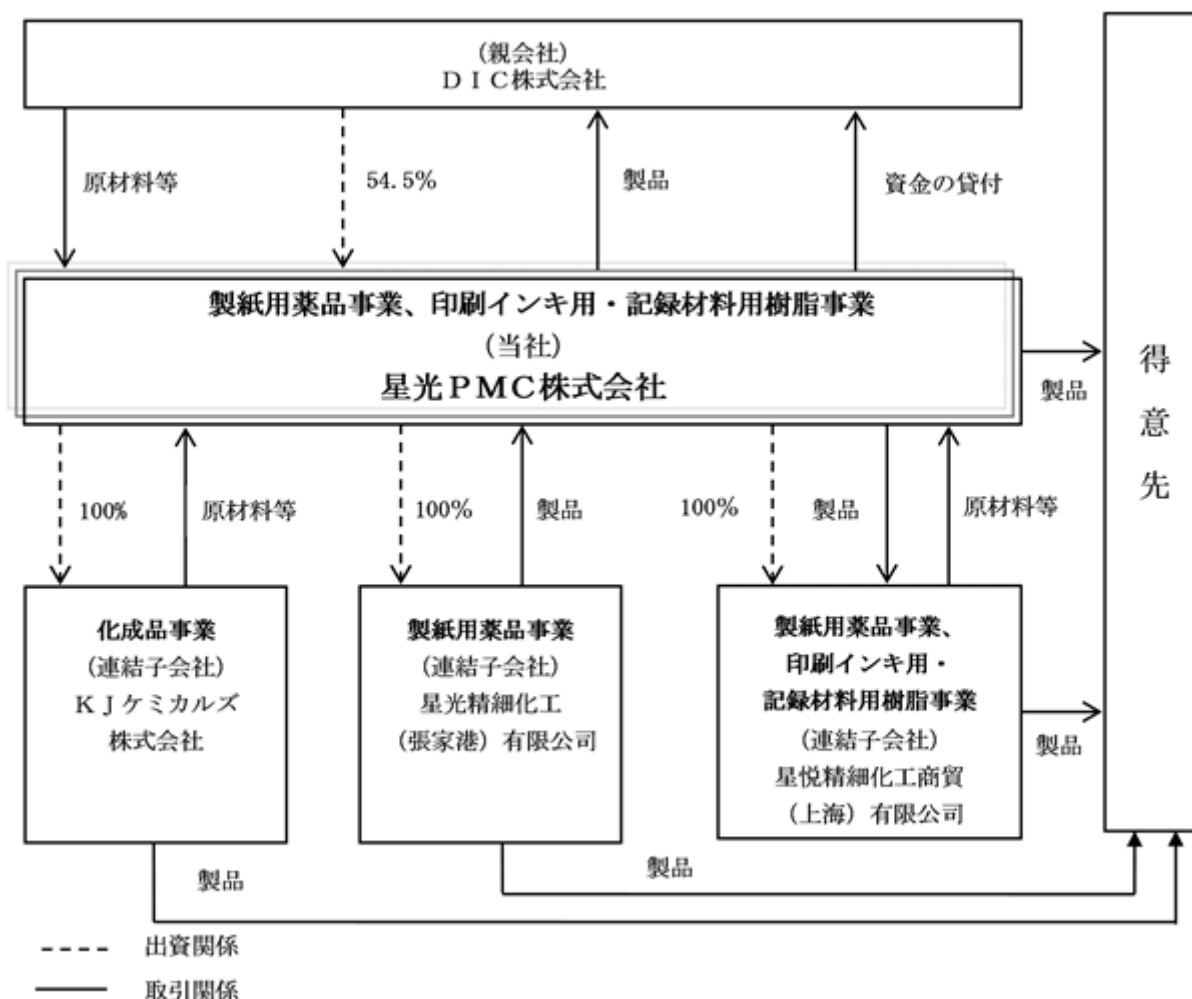 (親会社)
ＤＩＣ株式会社
原材料等
54.5%
製品
資金の貸付
製紙用薬品事業、印刷インキ用・記録材料用樹脂事業
(当社)
星光ＰＭＣ株式会社
製品
得意先
100%
原材料等
100%
製品
100%
製品
原材料等
化成品事業
(連結子会社)
ＫＪケミカルズ
株式会社
製紙用薬品事業
(連結子会社)
星光精細化工
(張家港）有限公司
製紙用薬品事業、
印刷インキ用・
記録材料用樹脂事業
(連結子会社)
星悦精細化工商貿
（上海）有限公司
製品
製品
製品
出資関係
取引関係